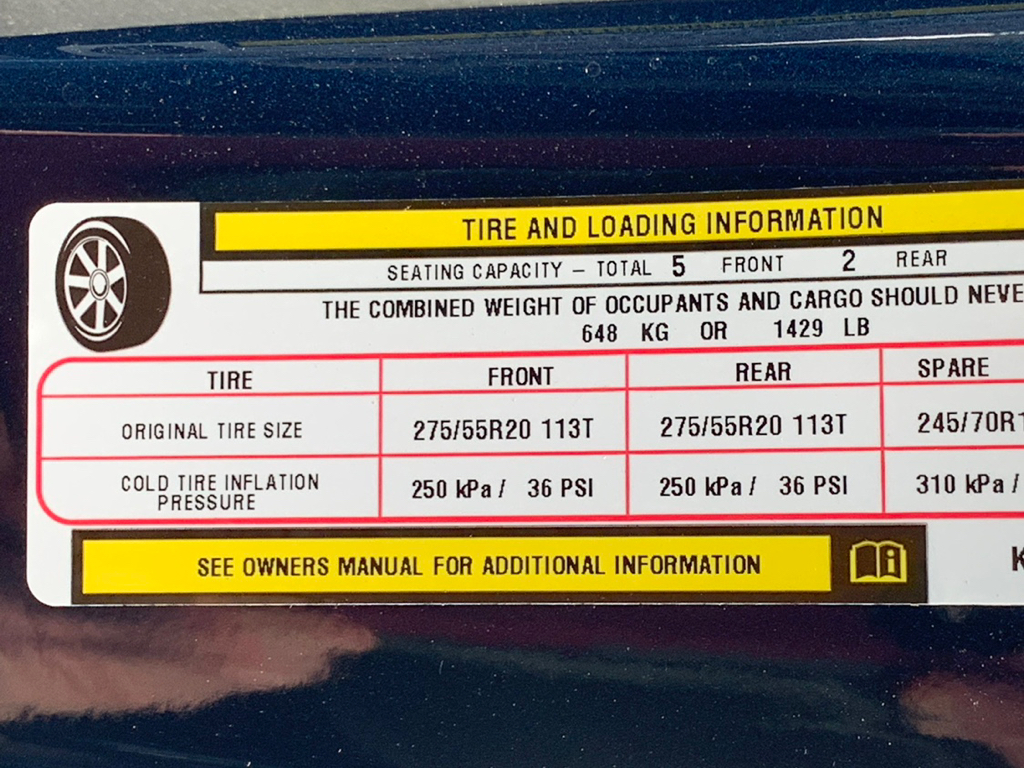 TIRE AND LOADING INFORMATION
SEATING CAPACITY – TOTAL 5 FRONT 2 REAR
THE COMBINED WEIGHT OF OCCUPANTS AND CARGO SHOULD
648 KG OR 1429 LB
TIRE FRONT REAR SPARE
ORIGINAL TIRE SIZE 275/55R20 113T 275/55R20 113T
COLD TIRE INFLATION
PRESSURE 250 kPa / 36 PSI 250 kPa / 36 PSI 310 kPa /
SEE OWNERS MANUAL FOR ADDITIONAL INFORMATION